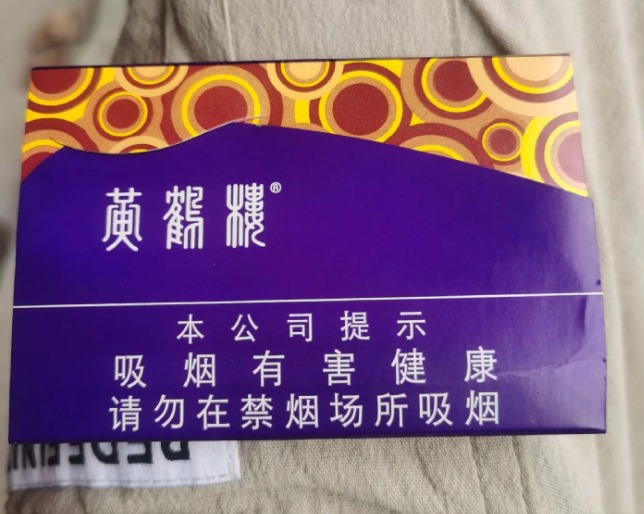 黃鶴樓®
本公司提示
吸烟有害健康
请勿在禁烟场所吸烟